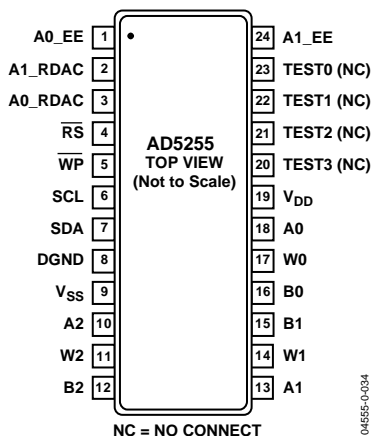 A0_EE 1
A1_RDAC 2
A0_RDAC 3
RS 4
WP 5
SCL 6
SDA 7
DGND 8
VSS 9
A2 10
W2 11
B2 12
AD5255
TOP VIEW
(Not to Scale)
24 A1_EE
23 TEST0 (NC)
22 TEST1 (NC)
21 TEST2 (NC)
20 TEST3 (NC)
19 VDD
18 A0
17 W0
16 B0
15 B1
14 W1
13 A1
NC = NO CONNECT
04555-0-034